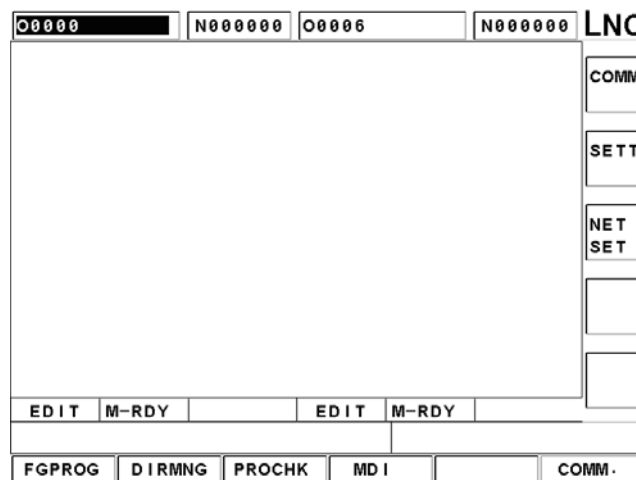 O0000 N000000 O0006 N000000 LNC
COMM
SETT
NET
SET
EDIT M-RDY EDIT M-RDY
FGPROG DIRMNG PROCHK MDI COMM.